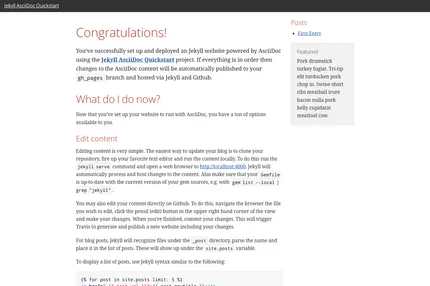 Jekyll AsciiDoc Quickstart
Congratulations!
You've successfully set up and deployed an Jekyll website powered by AsciiDoc
using the Jekyll AsciiDoc Quickstart project. If everything is in order then
changes to the AsciiDoc content will be automatically published to your
gh_pages branch and hosted via Jekyll and Github.
What do I do now?
Now that you've set up your website to run with AsciiDoc, you have a ton of options
available to you.
Edit content
Editing content is very simple. The easiest way to update your blog is to clone your
repository, fire up your favorite text editor and run the content locally. To do this run the
jekyll serve command and open a web browser to http://localhost:4000. Jekyll will
automatically process and host changes to the content. Also make sure that your Gemfile
is up-to-date with the current version of your gem sources, e.g. with gem list --local |
grep "jekyll".
You may also edit your content directly on Github. To do this, navigate the browser the file
you wish to edit, click the pencil (edit) button in the upper right hand corner of the view
and make your changes. When you're finished, commit your changes. This will trigger
Travis to generate and publish a new website including your changes.
For blog posts, Jekyll will recognize files under the _post directory, parse the name and
place it in the list of posts. These will show up under the site.posts variable.
To display a list of posts, use Jekyll syntax similar to the following:
{% for post in site.posts limit: 5 %}
Posts
First Entry
Featured
Pork drumstick
turkey fugiat. Tri-tip
elit turducken pork
chop in. Swine short
ribs meatball irure
bacon nulla pork
belly cupidatat
meatloaf cow.